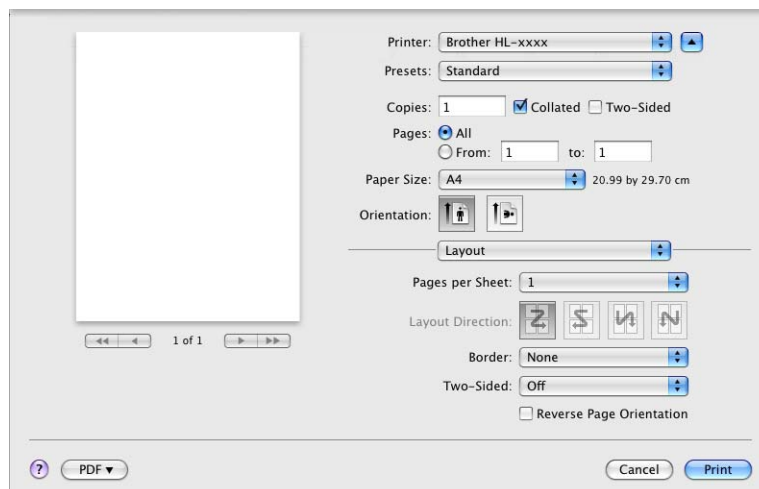 Printer: Brother HL-xxxx
Presets: Standard
Copies: 1 Collated Two-Sided
Pages: All
From: 1 to: 1
Paper Size: A4 20.99 by 29.70 cm
Orientation:
Layout
Pages per Sheet: 1
Layout Direction:
Border: None
Two-Sided: Off
Reverse Page Orientation
1 of 1
? PDF Cancel Print